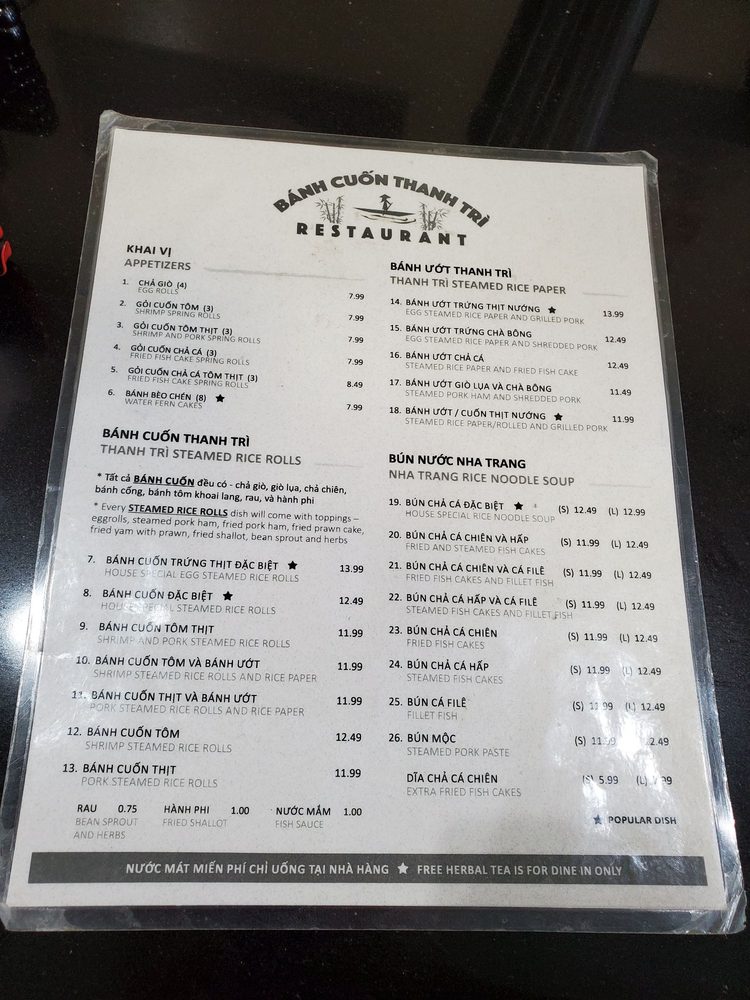 BÁNH CUỐN THANH TRÌ
RESTAURANT
KHAI VỊ
APPETIZERS
1. CHẢ GIÒ (4) 7.99
EGG ROLLS
2. GỎI CUỐN TÔM (3) 7.99
SHRIMP SPRING ROLLS
3. GỎI CUỐN TÔM THỊT (3) 7.99
SHRIMP AND PORK SPRING ROLLS
4. GỎI CUỐN CHẢ CÁ (3) 7.99
FRIED FISH CAKE SPRING ROLLS
5. GỎI CUỐN CHẢ CÁ TÔM THỊT (3) 8.49
FRIED FISH CAKE SPRING ROLLS
6. BÁNH BÈO CHÉN (8) ★ 7.99
WATER FERN CAKES
BÁNH CUỐN THANH TRÌ
THANH TRÌ STEAMED RICE ROLLS
* Tất cả BÁNH CUỐN đều có - chả giò, giò lụa, chả chiên,
bánh cống, bánh tôm khoai lang, rau, và hành phi
* Every STEAMED RICE ROLLS dish will come with toppings –
eggrolls, steamed pork ham, fried pork ham, fried prawn cake,
fried yam with prawn, fried shallot, bean sprout and herbs
7. BÁNH CUỐN TRỨNG THỊT ĐẶC BIỆT ★ 13.99
HOUSE SPECIAL EGG STEAMED RICE ROLLS
8. BÁNH CUỐN ĐẶC BIỆT ★ 12.49
HOUSE SPECIAL STEAMED RICE ROLLS
9. BÁNH CUỐN TÔM THỊT 11.99
SHRIMP AND PORK STEAMED RICE ROLLS
10. BÁNH CUỐN TÔM VÀ BÁNH ƯỚT 11.99
SHRIMP STEAMED RICE ROLLS AND RICE PAPER
11. BÁNH CUỐN THỊT VÀ BÁNH ƯỚT 11.99
PORK STEAMED RICE ROLLS AND RICE PAPER
12. BÁNH CUỐN TÔM 12.49
SHRIMP STEAMED RICE ROLLS
13. BÁNH CUỐN THỊT 11.99
PORK STEAMED RICE ROLLS
RAU 0.75 HÀNH PHI 1.00 NƯỚC MẮM 1.00
BEAN SPROUT FRIED SHALLOT FISH SAUCE
AND HERBS
BÁNH ƯỚT THANH TRÌ
THANH TRÌ STEAMED RICE PAPER
14. BÁNH ƯỚT TRỨNG THỊT NƯỚNG ★ 13.99
EGG STEAMED RICE PAPER AND GRILLED PORK
15. BÁNH ƯỚT TRỨNG CHÀ BÔNG 12.49
EGG STEAMED RICE PAPER AND SHREDDED PORK
16. BÁNH ƯỚT CHẢ CÁ 12.49
STEAMED RICE PAPER AND FRIED FISH CAKE
17. BÁNH ƯỚT GIÒ LỤA VÀ CHÀ BÔNG 11.49
STEAMED PORK HAM AND SHREDDED PORK
18. BÁNH ƯỚT / CUỐN THỊT NƯỚNG ★ 11.99
STEAMED RICE PAPER/ROLLED AND GRILLED PORK
BÚN NƯỚC NHA TRANG
NHA TRANG RICE NOODLE SOUP
19. BÚN CHẢ CÁ ĐẶC BIỆT ★ (S) 12.49 (L) 12.99
HOUSE SPECIAL RICE NOODLE SOUP
20. BÚN CHẢ CÁ CHIÊN VÀ HẤP (S) 11.99 (L) 12.49
FRIED AND STEAMED FISH CAKES
21. BÚN CHẢ CÁ CHIÊN VÀ CÁ FILÊ (S) 11.99 (L) 12.49
FRIED FISH CAKES AND FILLET FISH
22. BÚN CHẢ CÁ HẤP VÀ CÁ FILÊ (S) 11.99 (L) 12.49
STEAMED FISH CAKES AND FILLET FISH
23. BÚN CHẢ CÁ CHIÊN (S) 11.99 (L) 12.49
FRIED FISH CAKES
24. BÚN CHẢ CÁ HẤP (S) 11.99 (L) 12.49
STEAMED FISH CAKES
25. BÚN CÁ FILÊ (S) 11.99 (L) 12.49
FILLET FISH
26. BÚN MỘC (S) 11.99 12.49
STEAMED PORK PASTE
DĨA CHẢ CÁ CHIÊN (S) 5.99 (L)
EXTRA FRIED FISH CAKES
★ POPULAR DISH
NƯỚC MÁT MIẾN PHÍ CHỈ UỐNG TẠI NHÀ HÀNG ★ FREE HERBAL TEA IS FOR DINE IN ONLY